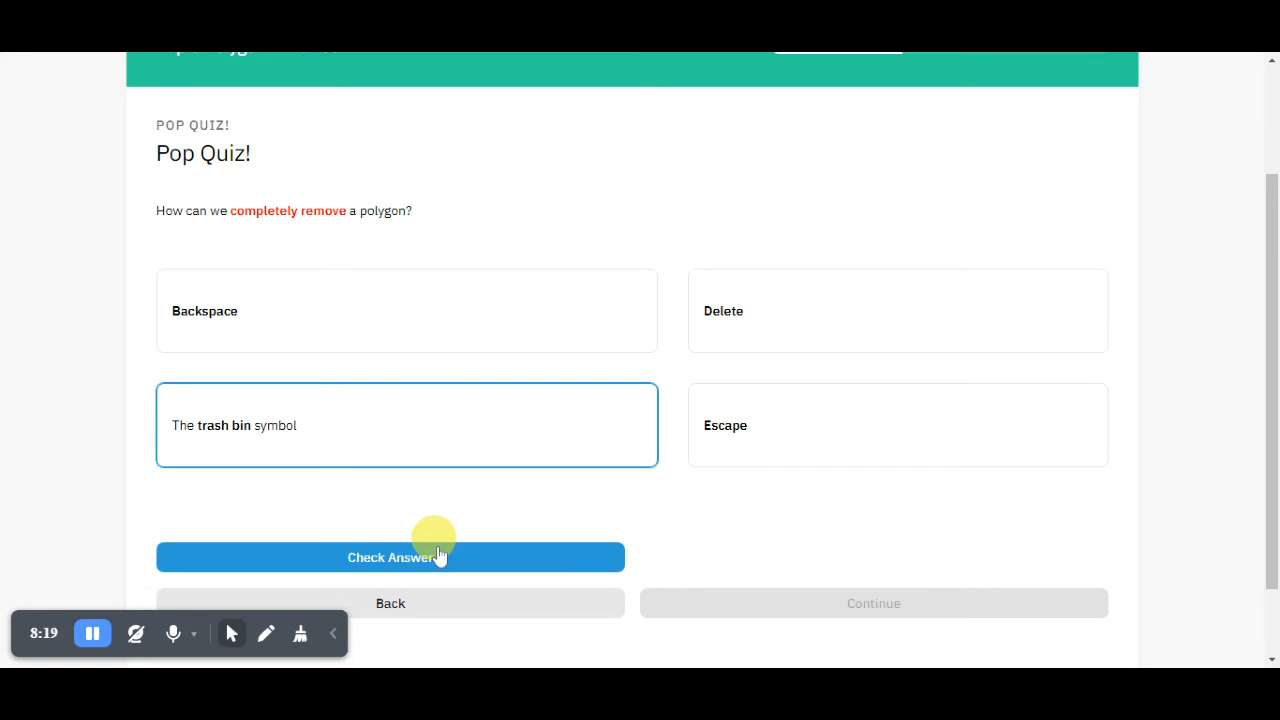 POP QUIZ!
Pop Quiz!
How can we completely remove a polygon?
Backspace
Delete
The trash bin symbol
Escape
Check Answer
Back
Continue
8:19